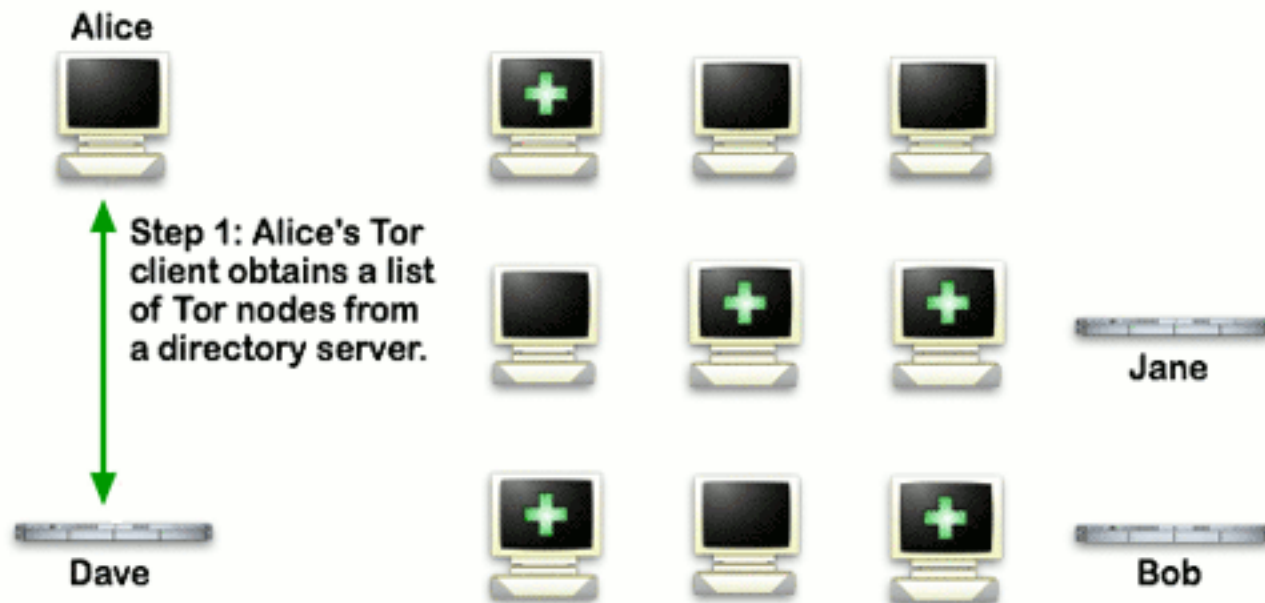 Alice
Step 1: Alice's Tor
client obtains a list
of Tor nodes from
a directory server.
Jane
Dave
Bob